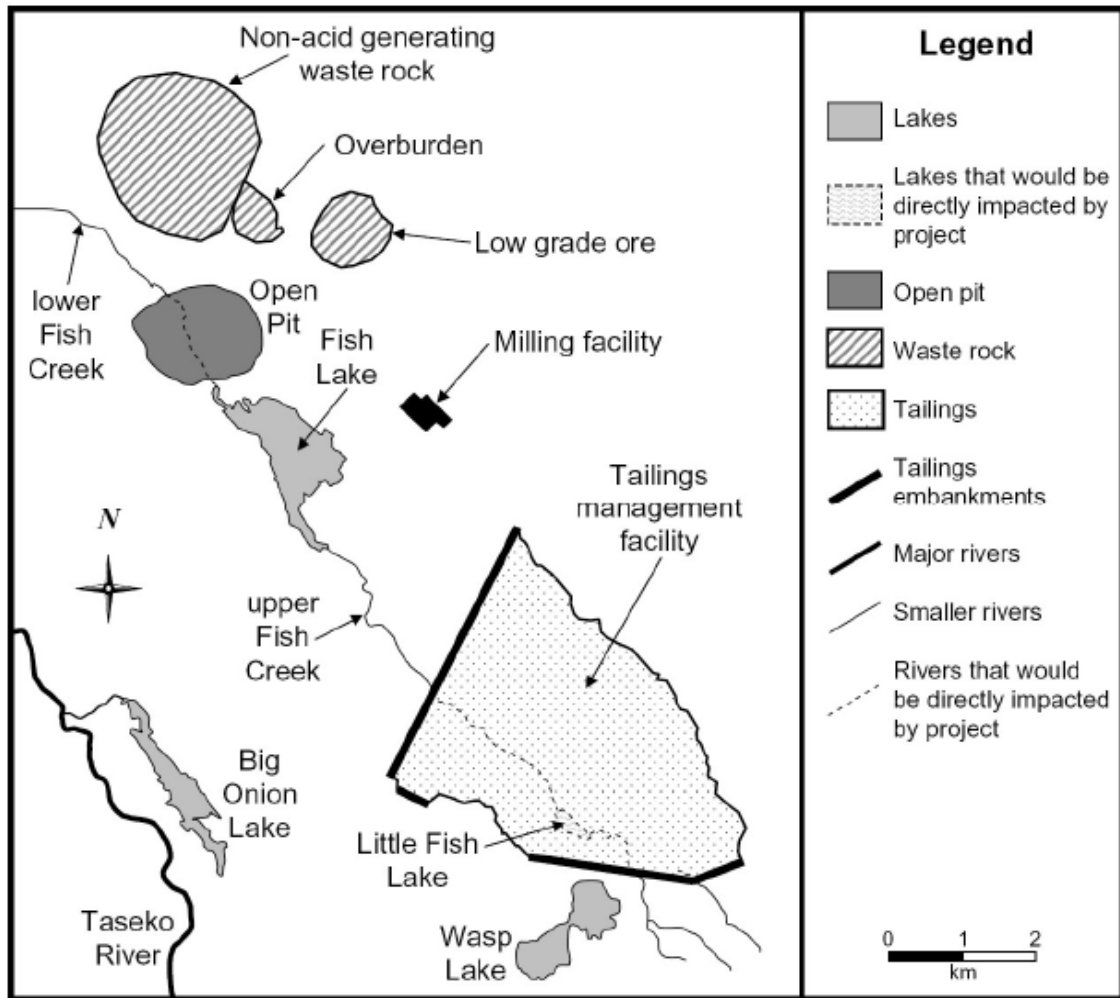 Non-acid generating
waste rock
Overburden
Low grade ore
lower
Fish
Creek
Open
Pit
Fish
Lake
Milling facility
Tailings
management
facility
N
upper
Fish
Creek
Big
Onion
Lake
Little Fish
Lake
Taseko
River
Wasp
Lake
Legend
Lakes
Lakes that would be
directly impacted by
project
Open pit
Waste rock
Tailings
Tailings
embankments
Major rivers
Smaller rivers
Rivers that would
be directly impacted
by project
0 1 2
km